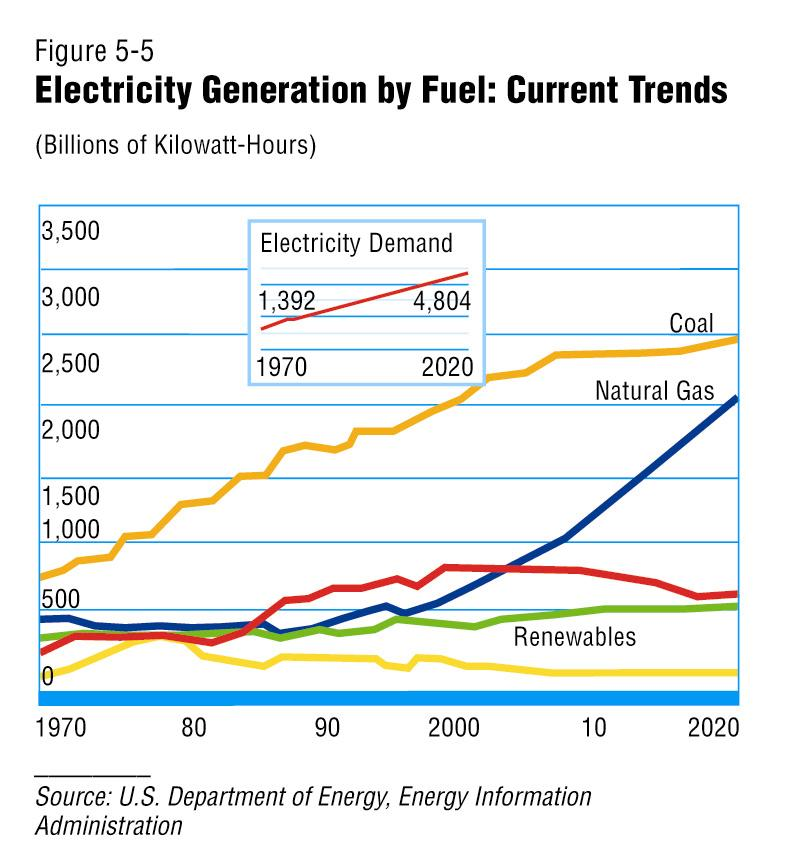 Figure 5-5
Electricity Generation by Fuel: Current Trends
(Billions of Kilowatt-Hours)
3,500
Electricity Demand
3,000
1,392 4,804
Coal
2,500
1970 2020
Natural Gas
2,000
1,500
1,000
500
Renewables
0
1970 80 90 2000 10 2020
Source: U.S. Department of Energy, Energy Information
Administration